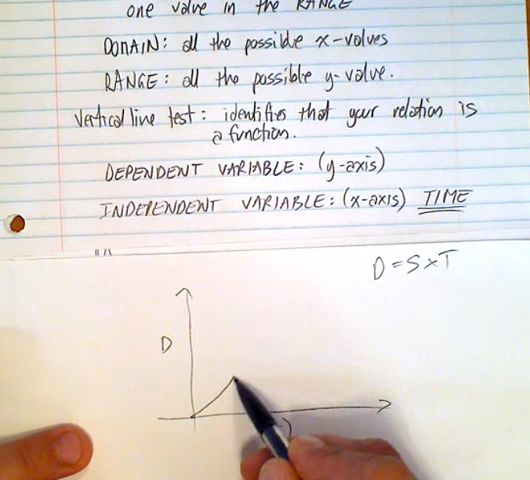 one value in the RANGE
DOMAIN: all the possible x-values
RANGE: all the possible y-value.
Vertical line test: identifies that your relation is
a function.
DEPENDENT VARIABLE: (y-axis)
INDEPENDENT VARIABLE: (x-axis) TIME
D = S x T
D